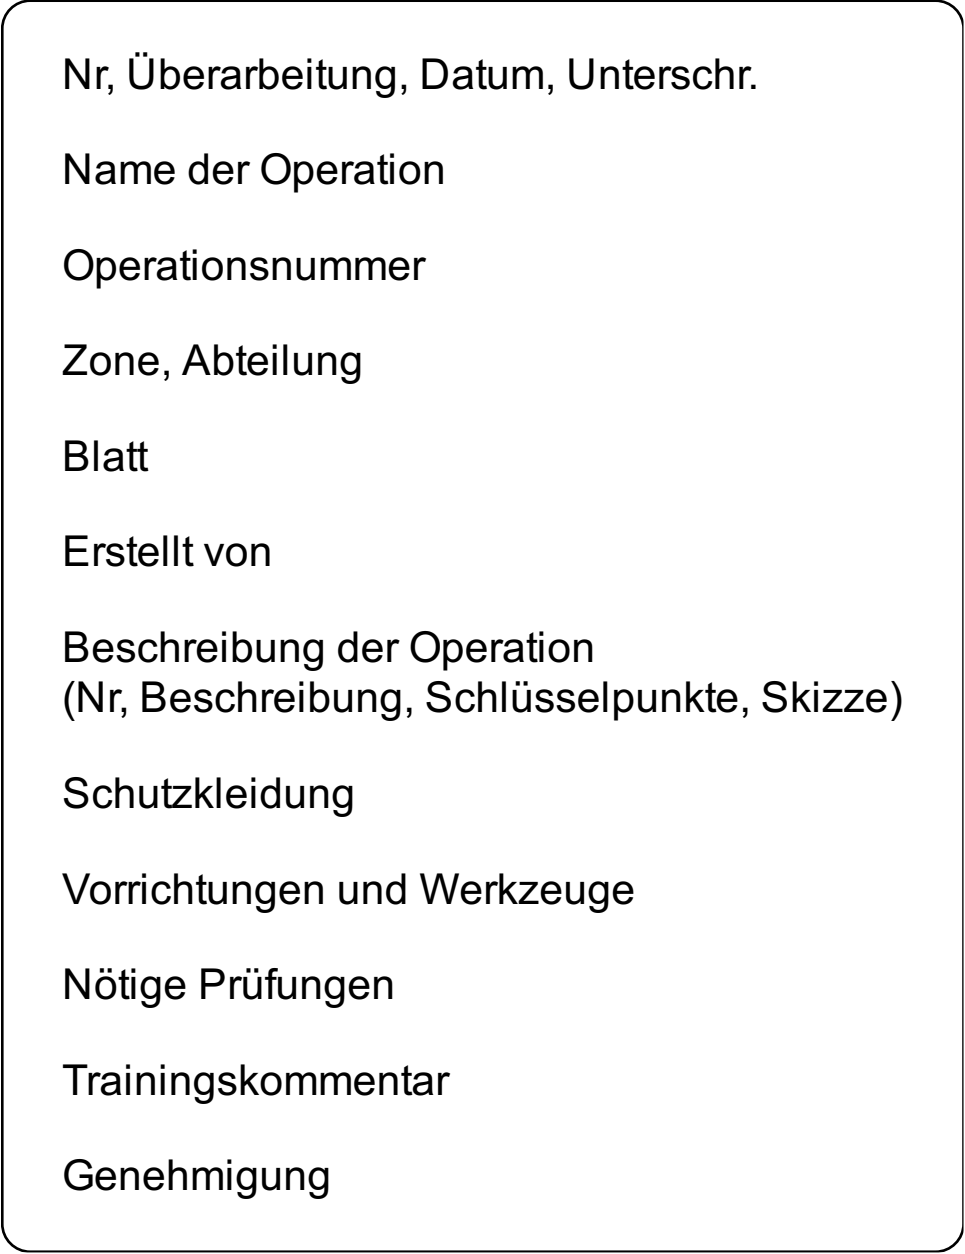 Nr, Überarbeitung, Datum, Unterschr.
Name der Operation
Operationsnummer
Zone, Abteilung
Blatt
Erstellt von
Beschreibung der Operation
(Nr, Beschreibung, Schlüsselpunkte, Skizze)
Schutzkleidung
Vorrichtungen und Werkzeuge
Nötige Prüfungen
Trainingskommentar
Genehmigung